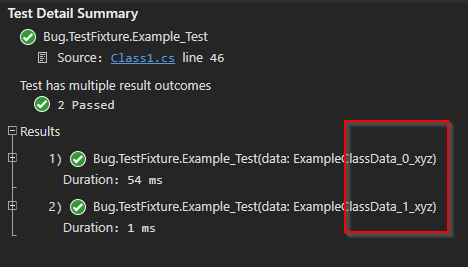 Test Detail Summary
Bug.TestFixture.Example_Test
Source: Class1.cs line 46
Test has multiple result outcomes
2 Passed
Results
1) Bug.TestFixture.Example_Test(data: ExampleClassData_0_xyz)
Duration: 54 ms
2) Bug.TestFixture.Example_Test(data: ExampleClassData_1_xyz)
Duration: 1 ms